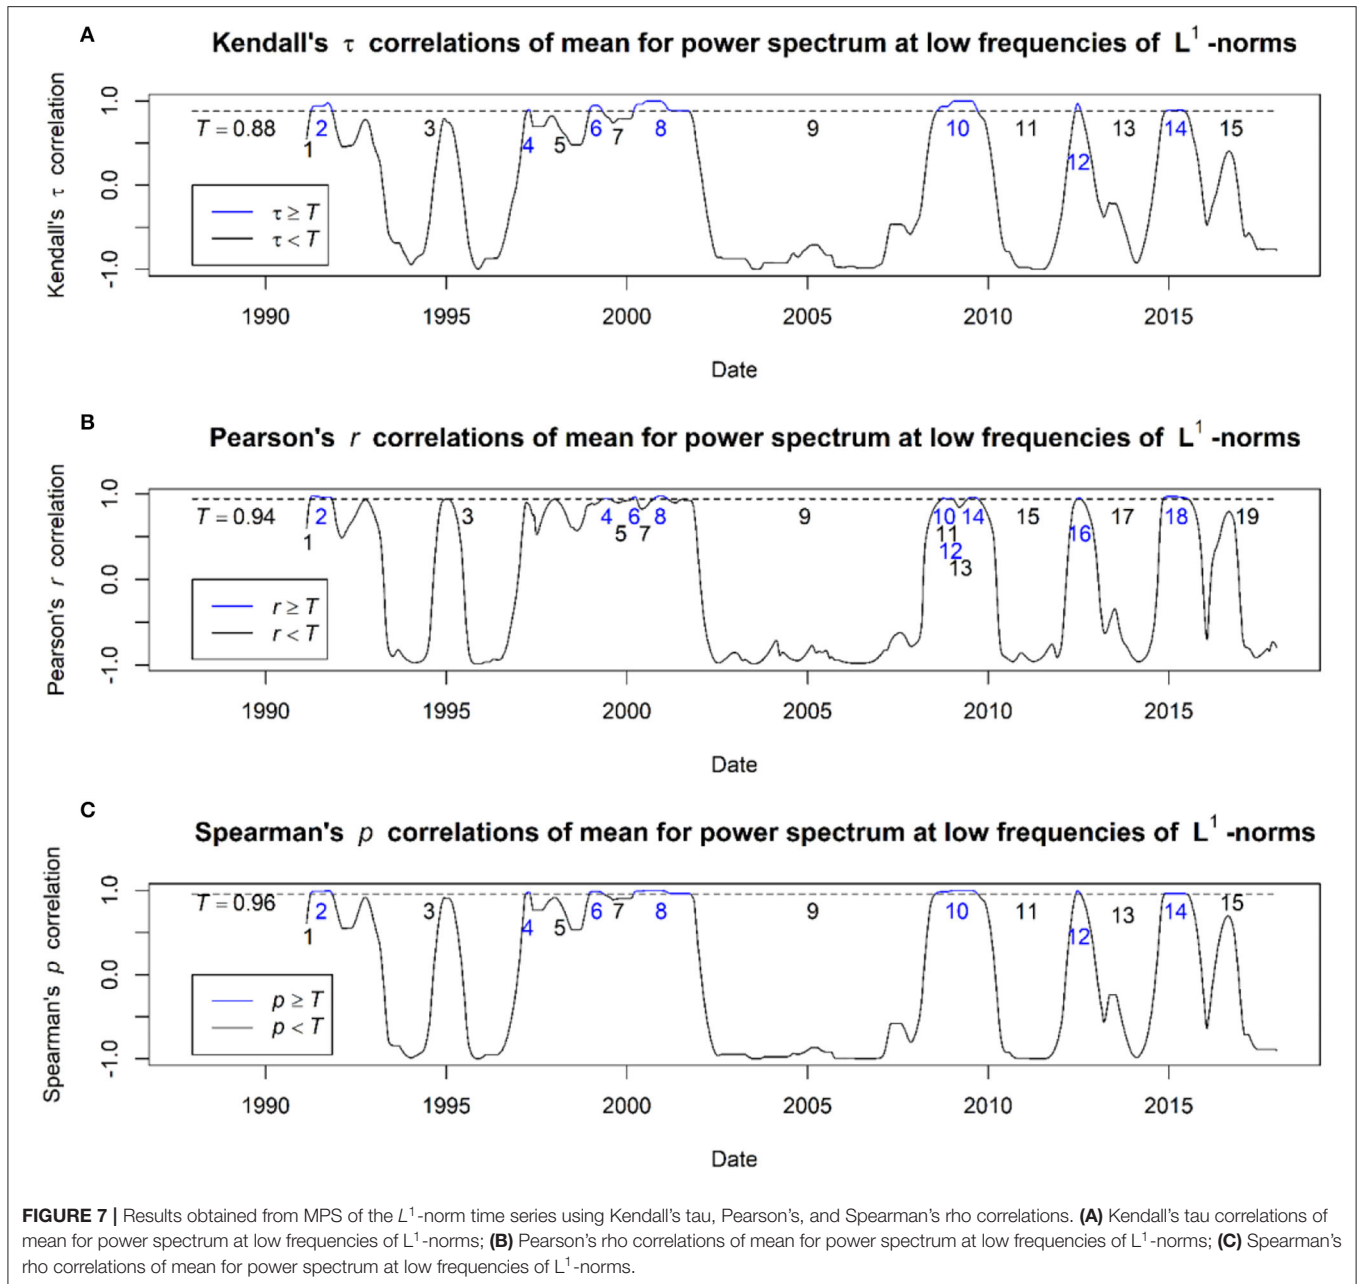 A
Kendall's τ correlations of mean for power spectrum at low frequencies of L¹ -norms
Kendall's τ correlation
1.0
0.0
-1.0
T = 0.88
1
2
3
4
5
6
7
8
9
10
11
12
13
14
15
τ ≥ T
τ < T
1990 1995 2000 2005 2010 2015
Date
B
Pearson's r correlations of mean for power spectrum at low frequencies of L¹ -norms
Pearson's r correlation
1.0
0.0
-1.0
T = 0.94
1
2
3
4
5
6
7
8
9
10
11
12
13
14
15
16
17
18
19
r ≥ T
r < T
1990 1995 2000 2005 2010 2015
Date
C
Spearman's p correlations of mean for power spectrum at low frequencies of L¹ -norms
Spearman's p correlation
1.0
0.0
-1.0
T = 0.96
1
2
3
4
5
6
7
8
9
10
11
12
13
14
15
p ≥ T
p < T
1990 1995 2000 2005 2010 2015
Date
FIGURE 7 | Results obtained from MPS of the L¹-norm time series using Kendall's tau, Pearson's, and Spearman's rho correlations. (A) Kendall's tau correlations of
mean for power spectrum at low frequencies of L¹-norms; (B) Pearson's rho correlations of mean for power spectrum at low frequencies of L¹-norms; (C) Spearman's
rho correlations of mean for power spectrum at low frequencies of L¹-norms.